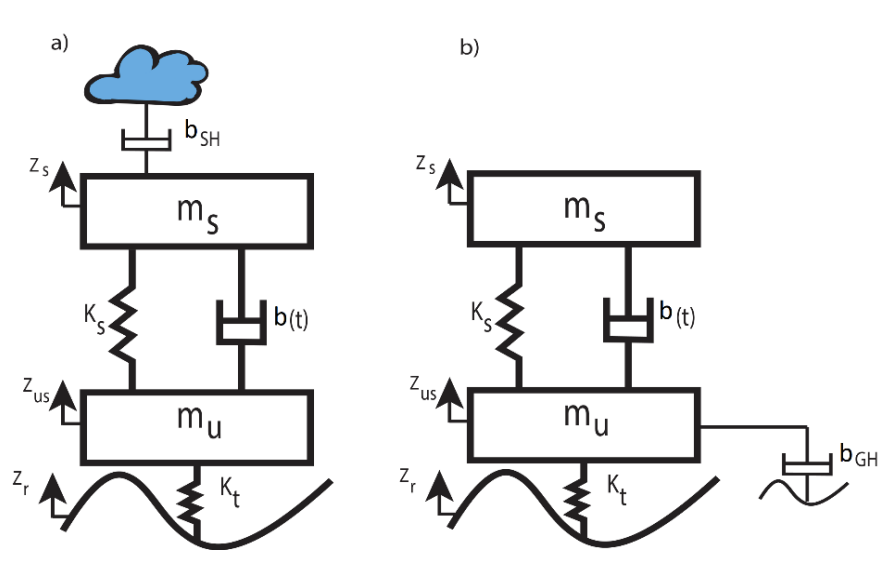 a)
b_SH
z_s
m_s
K_s
b(t)
z_us
m_u
z_r
K_t
b)
z_s
m_s
K_s
b(t)
z_us
m_u
b_GH
z_r
K_t